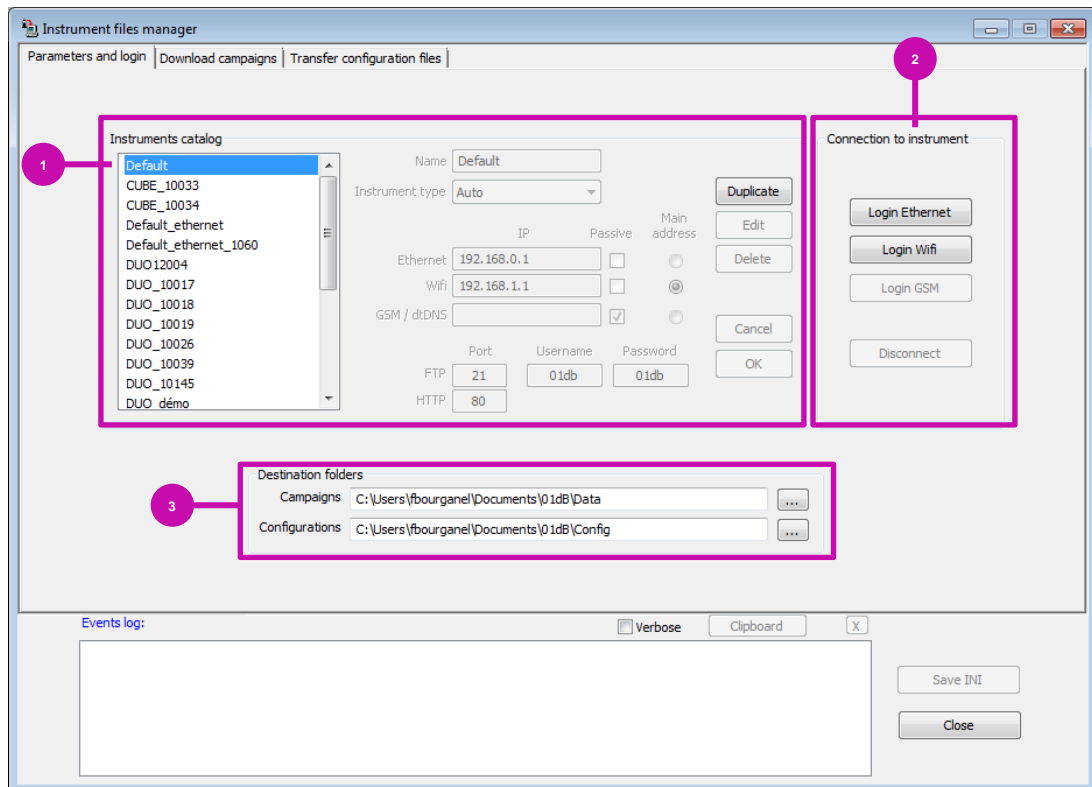 Instrument files manager
Parameters and login Download campaigns Transfer configuration files
2
1
Instruments catalog
Default
CUBE_10033
CUBE_10034
Default_ethernet
Default_ethernet_1060
DUO12004
DUO_10017
DUO_10018
DUO_10019
DUO_10026
DUO_10039
DUO_10145
DUO_démo
Name Default
Instrument type Auto
IP Passive Main address
Ethernet 192.168.0.1
Wifi 192.168.1.1
GSM / dtDNS
Port Username Password
FTP 21 01db 01db
HTTP 80
Duplicate
Edit
Delete
Cancel
OK
Connection to instrument
Login Ethernet
Login Wifi
Login GSM
Disconnect
3
Destination folders
Campaigns C:\Users\fbourganel\Documents\01dB\Data ...
Configurations C:\Users\fbourganel\Documents\01dB\Config ...
Events log: Verbose Clipboard X
Save INI
Close